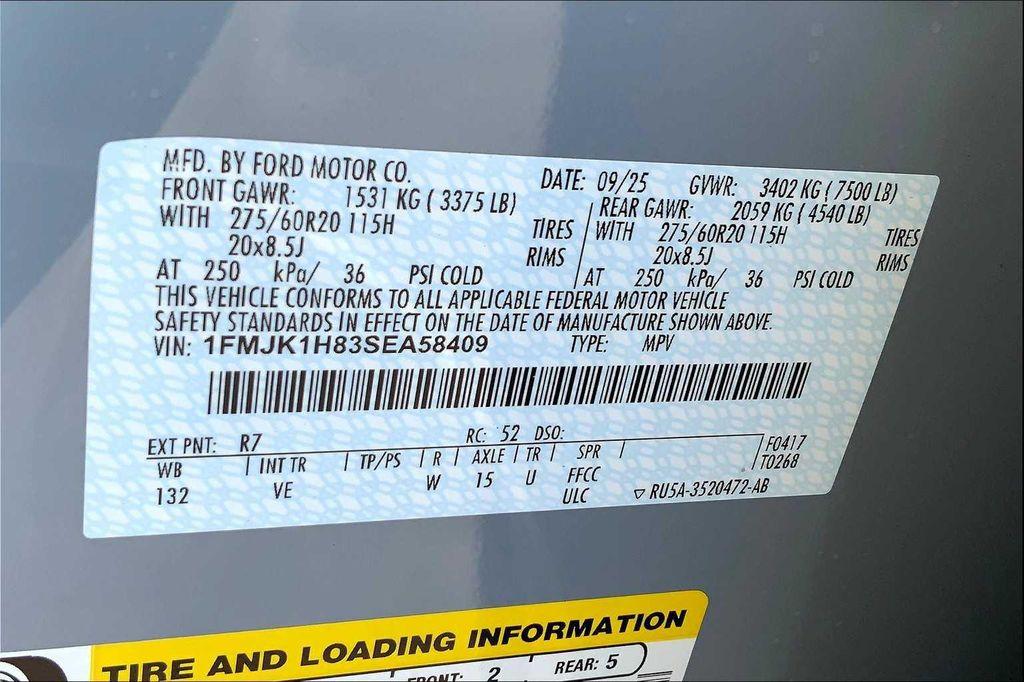 MFD. BY FORD MOTOR CO.
DATE: 09/25 GVWR: 3402 KG ( 7500 LB)
FRONT GAWR: 1531 KG ( 3375 LB)
WITH 275/60R20 115H TIRES
20x8.5J RIMS
AT 250 kPa/ 36 PSI COLD
REAR GAWR: 2059 KG ( 4540 LB)
WITH 275/60R20 115H TIRES
20x8.5J RIMS
AT 250 kPa/ 36 PSI COLD
THIS VEHICLE CONFORMS TO ALL APPLICABLE FEDERAL MOTOR VEHICLE
SAFETY STANDARDS IN EFFECT ON THE DATE OF MANUFACTURE SHOWN ABOVE.
VIN: 1FMJK1H83SEA58409 TYPE: MPV
EXT PNT: R7 RC: 52 DSO:
WB | INT TR | TP/PS | R | AXLE | TR | SPR | | F0417
132 VE W 15 U FFCC / T0268
ULC ▽ RU5A-3520472-AB
TIRE AND LOADING INFORMATION
FRONT: 2 REAR: 5